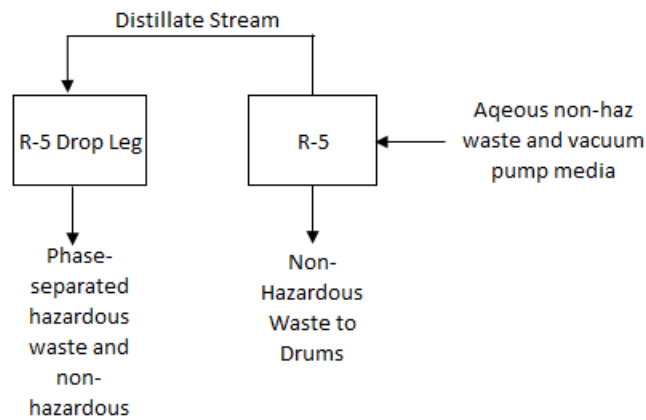 Distillate Stream
R-5 Drop Leg
R-5
Aqeous non-haz
waste and vacuum
pump media
Phase-
separated
hazardous
waste and
non-
hazardous
Non-
Hazardous
Waste to
Drums